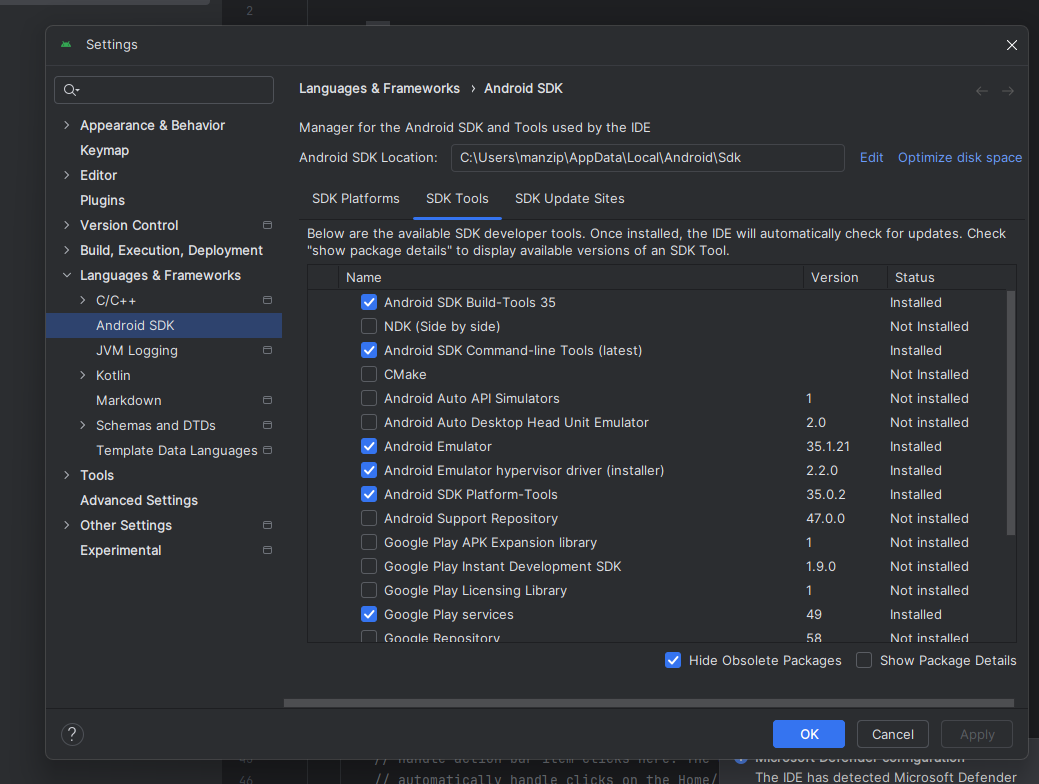 2
Settings
Languages & Frameworks › Android SDK
Manager for the Android SDK and Tools used by the IDE
Android SDK Location: C:\Users\manzip\AppData\Local\Android\Sdk Edit Optimize disk space
Appearance & Behavior
Keymap
Editor
Plugins
Version Control
Build, Execution, Deployment
Languages & Frameworks
C/C++
Android SDK
JVM Logging
Kotlin
Markdown
Schemas and DTDs
Template Data Languages
Tools
Advanced Settings
Other Settings
Experimental
SDK Platforms SDK Tools SDK Update Sites
Below are the available SDK developer tools. Once installed, the IDE will automatically check for updates. Check
"show package details" to display available versions of an SDK Tool.
Name Version Status
Android SDK Build-Tools 35 Installed
NDK (Side by side) Not Installed
Android SDK Command-line Tools (latest) Installed
CMake Not Installed
Android Auto API Simulators 1 Not installed
Android Auto Desktop Head Unit Emulator 2.0 Not installed
Android Emulator 35.1.21 Installed
Android Emulator hypervisor driver (installer) 2.2.0 Installed
Android SDK Platform-Tools 35.0.2 Installed
Android Support Repository 47.0.0 Not installed
Google Play APK Expansion library 1 Not installed
Google Play Instant Development SDK 1.9.0 Not installed
Google Play Licensing Library 1 Not installed
Google Play services 49 Installed
Google Repository 58 Not installed
Hide Obsolete Packages Show Package Details
? OK Cancel Apply
45 // Handle action bar item clicks here. The
46 // automatically handle clicks on the Home/
Microsoft Defender configuration
The IDE has detected Microsoft Defender